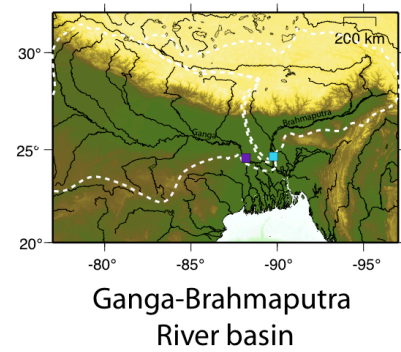 200 km
30°
Brahmaputra
Ganga
25°
20°
-80°
-85°
-90°
-95°
Ganga-Brahmaputra
River basin